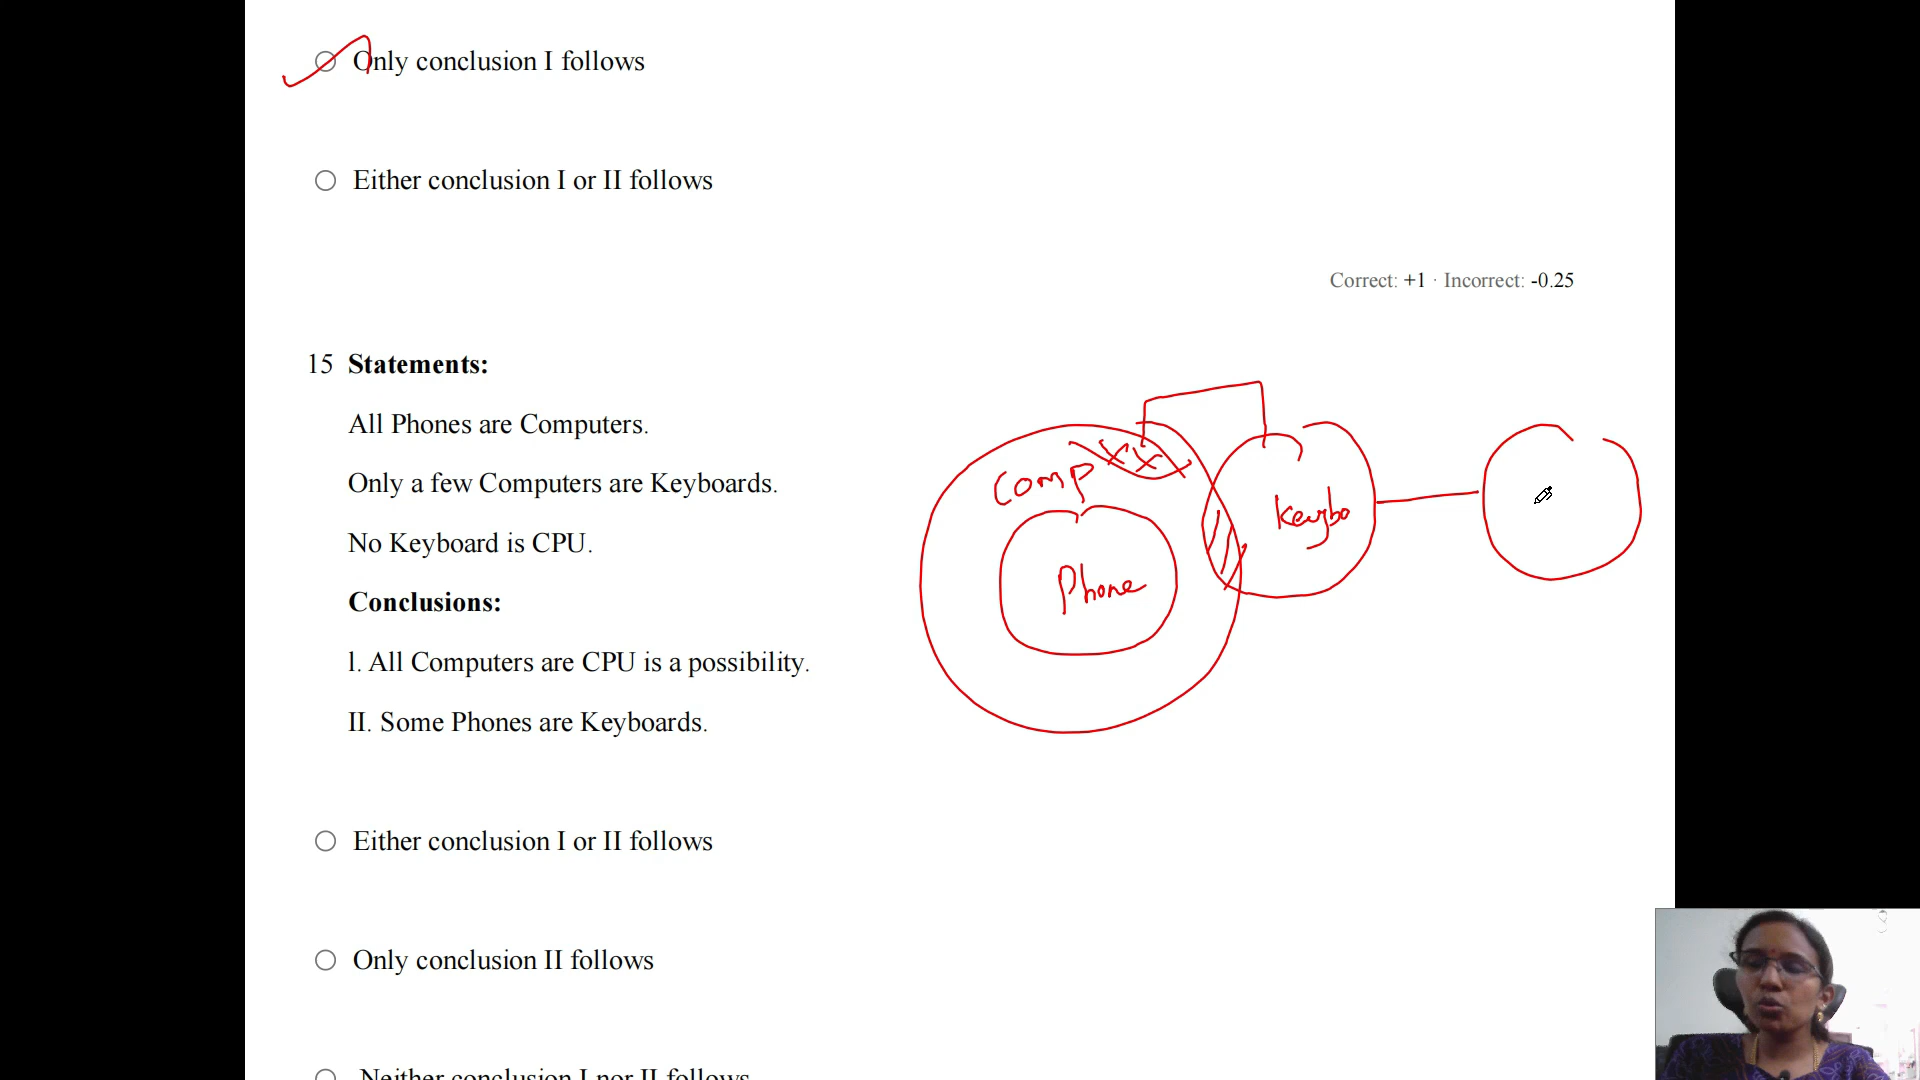 Only conclusion I follows
Either conclusion I or II follows
Correct: +1 · Incorrect: -0.25
15 Statements:
All Phones are Computers.
Only a few Computers are Keyboards.
No Keyboard is CPU.
Conclusions:
l. All Computers are CPU is a possibility.
II. Some Phones are Keyboards.
Comp
Keybo
Phone
Either conclusion I or II follows
Only conclusion II follows
Neither conclusion I nor II follows